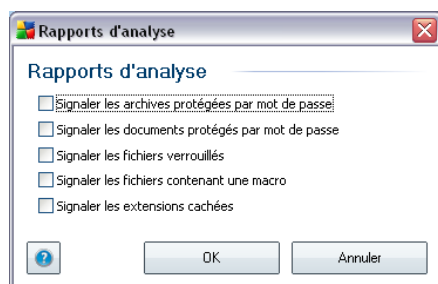 Rapports d'analyse
Rapports d'analyse
Signaler les archives protégées par mot de passe
Signaler les documents protégés par mot de passe
Signaler les fichiers verrouillés
Signaler les fichiers contenant une macro
Signaler les extensions cachées
? OK Annuler